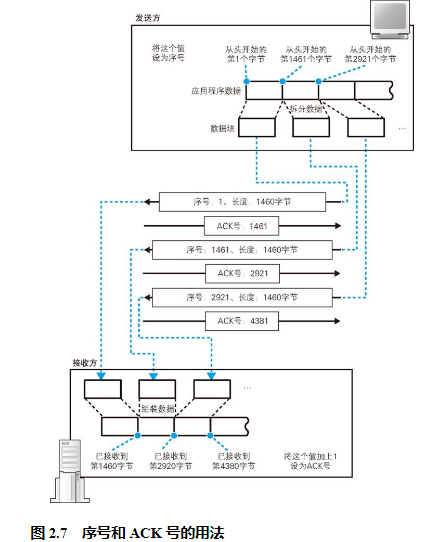 发送方
将这个值
设为序号
从头开始的
第1个字节
从头开始的
第1461个字节
从头开始的
第2921个字节
应用程序数据
拆分数据
数据块
…
序号：1、长度：1460字节
ACK号：1461
序号：1461、长度：1460字节
ACK号：2921
序号：2921、长度：1460字节
ACK号：4381
接收方
…
组装数据
已接收到
第1460字节
已接收到
第2920字节
已接收到
第4380字节
将这个值加上1
设为ACK号
图 2.7 序号和 ACK 号的用法